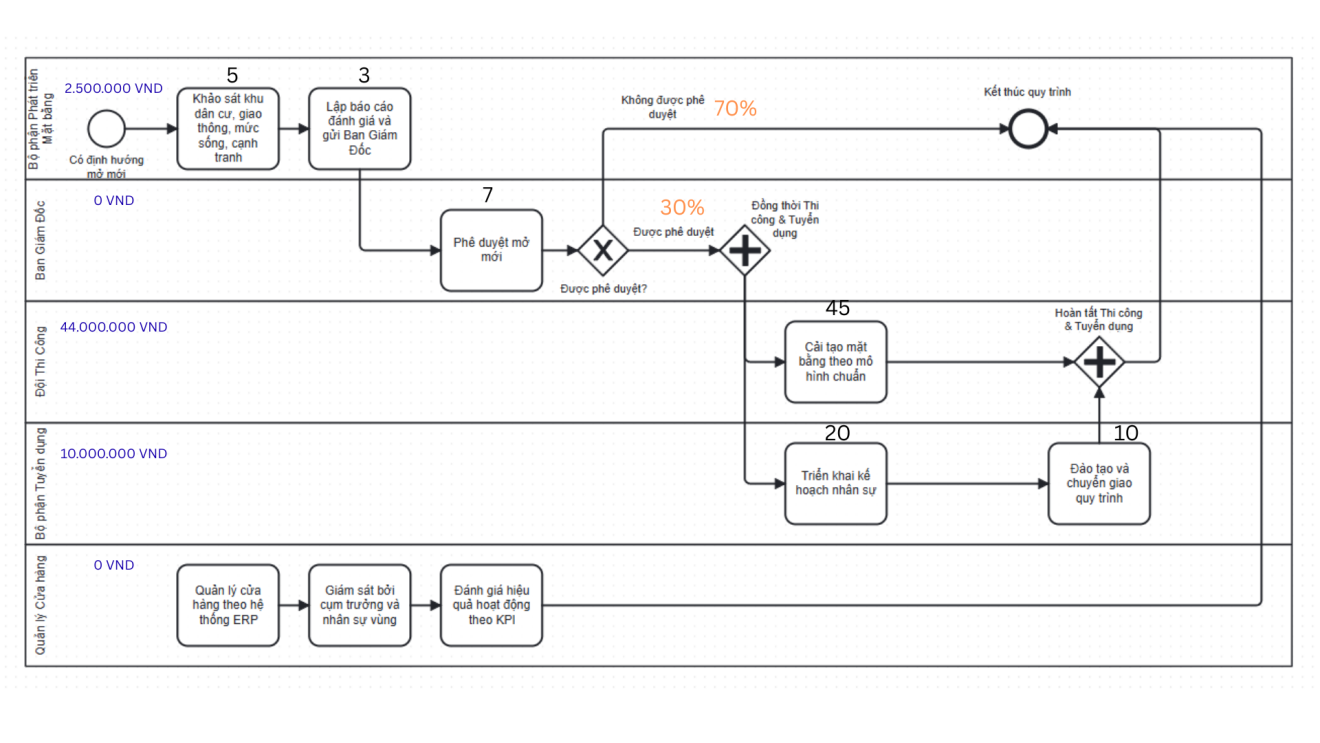 Bộ phận Phát triển
Mặt bằng
2.500.000 VND
Có định hướng
mở mới
5
Khảo sát khu
dân cư, giao
thông, mức
sống, cạnh
tranh
3
Lập báo cáo
đánh giá và
gửi Ban Giám
Đốc
Không được phê
duyệt
70%
Kết thúc quy trình
Ban Giám Đốc
0 VND
7
Phê duyệt mở
mới
Được phê duyệt?
30%
Được phê duyệt
Đồng thời Thi
công & Tuyển
dụng
Đội Thi Công
44.000.000 VND
45
Cải tạo mặt
bằng theo mô
hình chuẩn
Hoàn tất Thi công
& Tuyển dụng
Bộ phận Tuyển dụng
10.000.000 VND
20
Triển khai kế
hoạch nhân sự
10
Đào tạo và
chuyển giao
quy trình
Quản lý Cửa hàng
0 VND
Quản lý cửa
hàng theo hệ
thống ERP
Giám sát bởi
cụm trưởng và
nhân sự vùng
Đánh giá hiệu
quả hoạt động
theo KPI